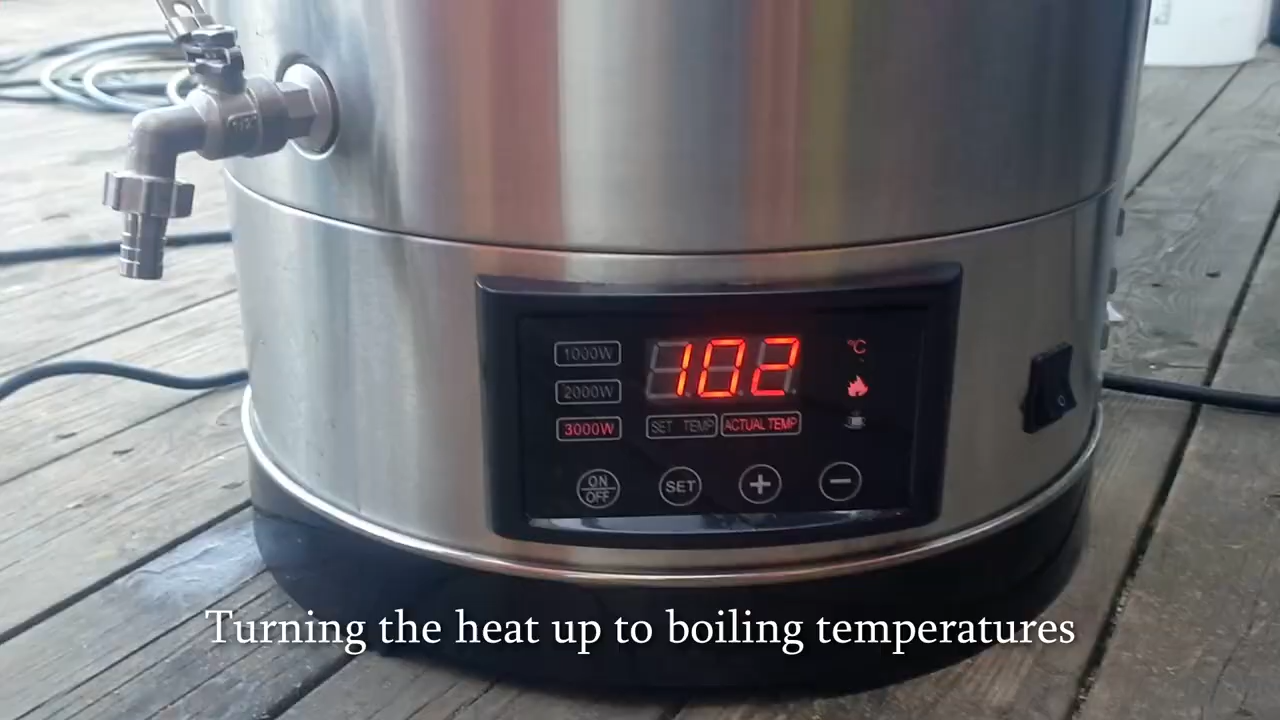 1000W
2000W
3000W
102
SET TEMP
ACTUAL TEMP
°C
ON
OFF
SET
+
−
Turning the heat up to boiling temperatures